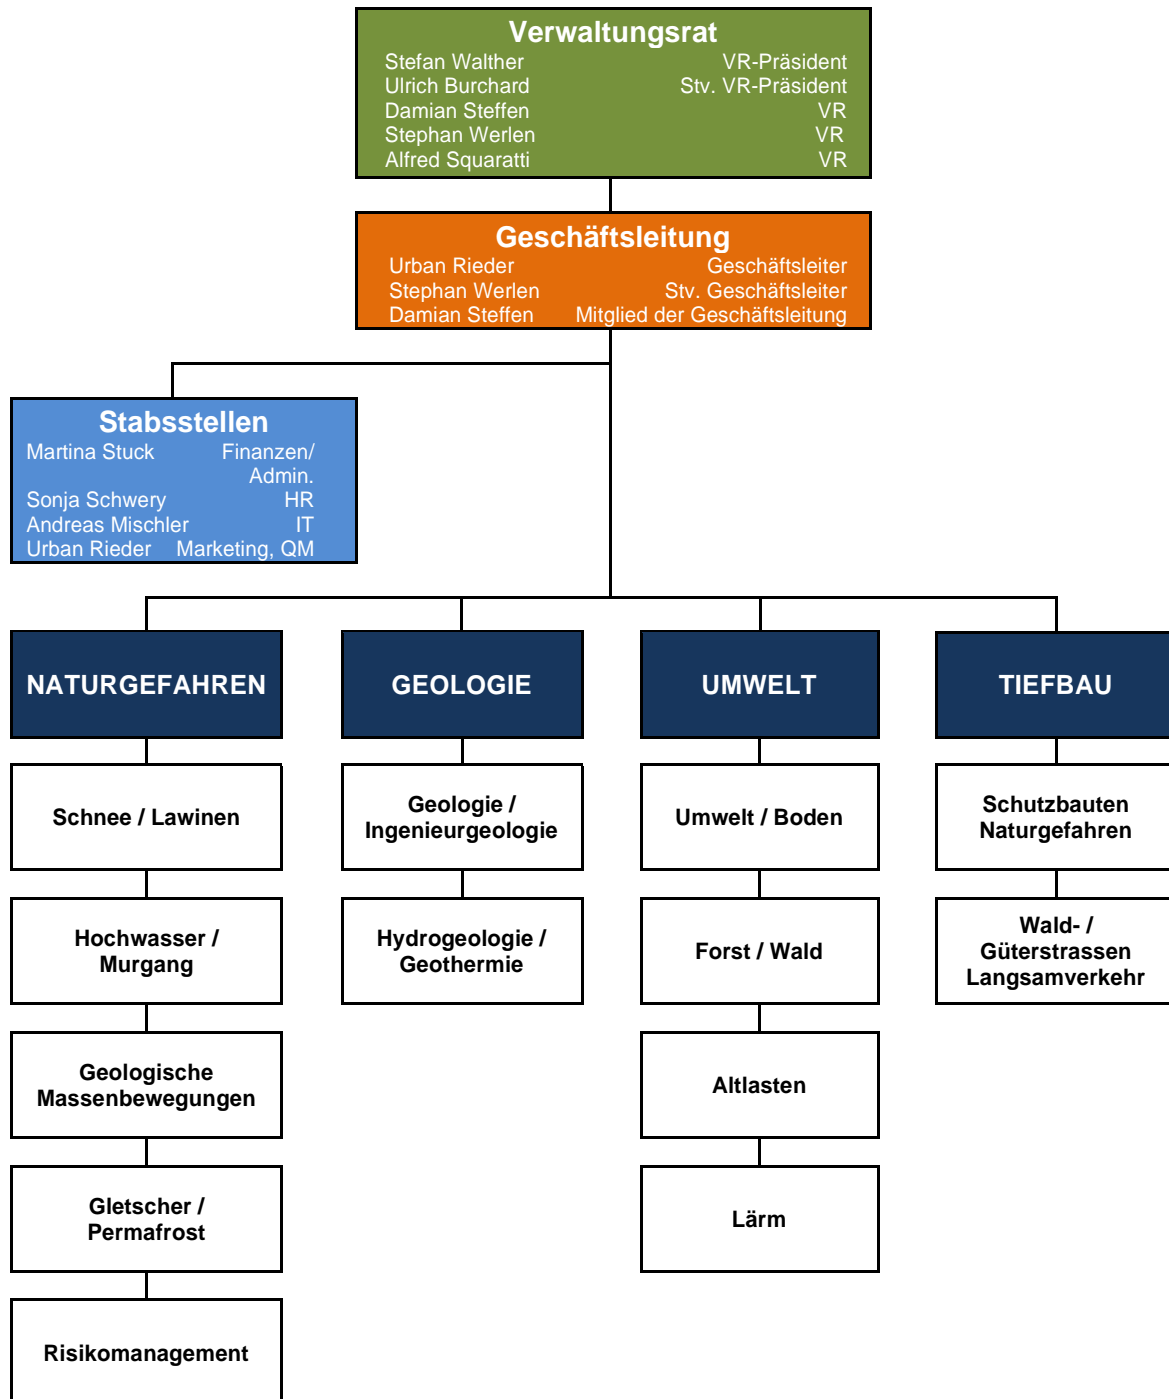 Verwaltungsrat
Stefan Walther VR-Präsident
Ulrich Burchard Stv. VR-Präsident
Damian Steffen VR
Stephan Werlen VR
Alfred Squaratti VR
Geschäftsleitung
Urban Rieder Geschäftsleiter
Stephan Werlen Stv. Geschäftsleiter
Damian Steffen Mitglied der Geschäftsleitung
Stabsstellen
Martina Stuck Finanzen/
Admin.
Sonja Schwery HR
Andreas Mischler IT
Urban Rieder Marketing, QM
NATURGEFAHREN
Schnee / Lawinen
Hochwasser /
Murgang
Geologische
Massenbewegungen
Gletscher /
Permafrost
Risikomanagement
GEOLOGIE
Geologie /
Ingenieurgeologie
Hydrogeologie /
Geothermie
UMWELT
Umwelt / Boden
Forst / Wald
Altlasten
Lärm
TIEFBAU
Schutzbauten
Naturgefahren
Wald- /
Güterstrassen
Langsamverkehr